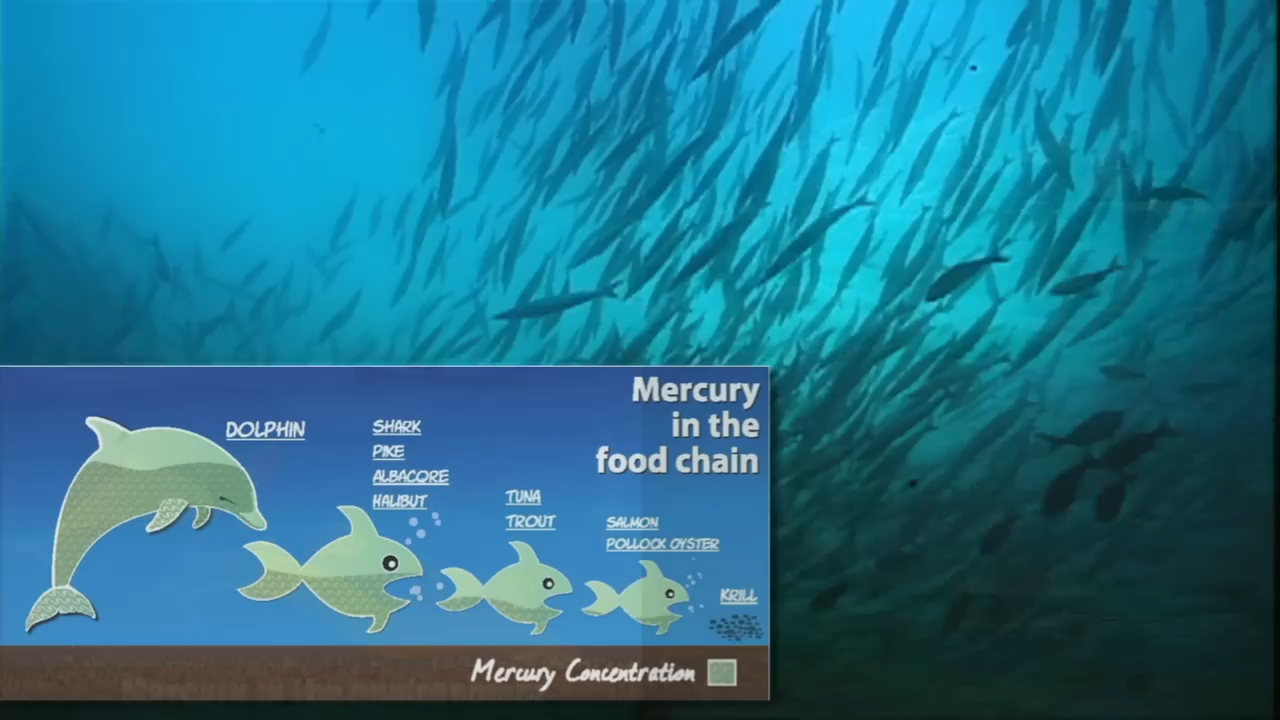 Mercury
in the
food chain
DOLPHIN
SHARK
PIKE
ALBACORE
HALIBUT
TUNA
TROUT
SALMON
POLLOCK OYSTER
KRILL
Mercury Concentration